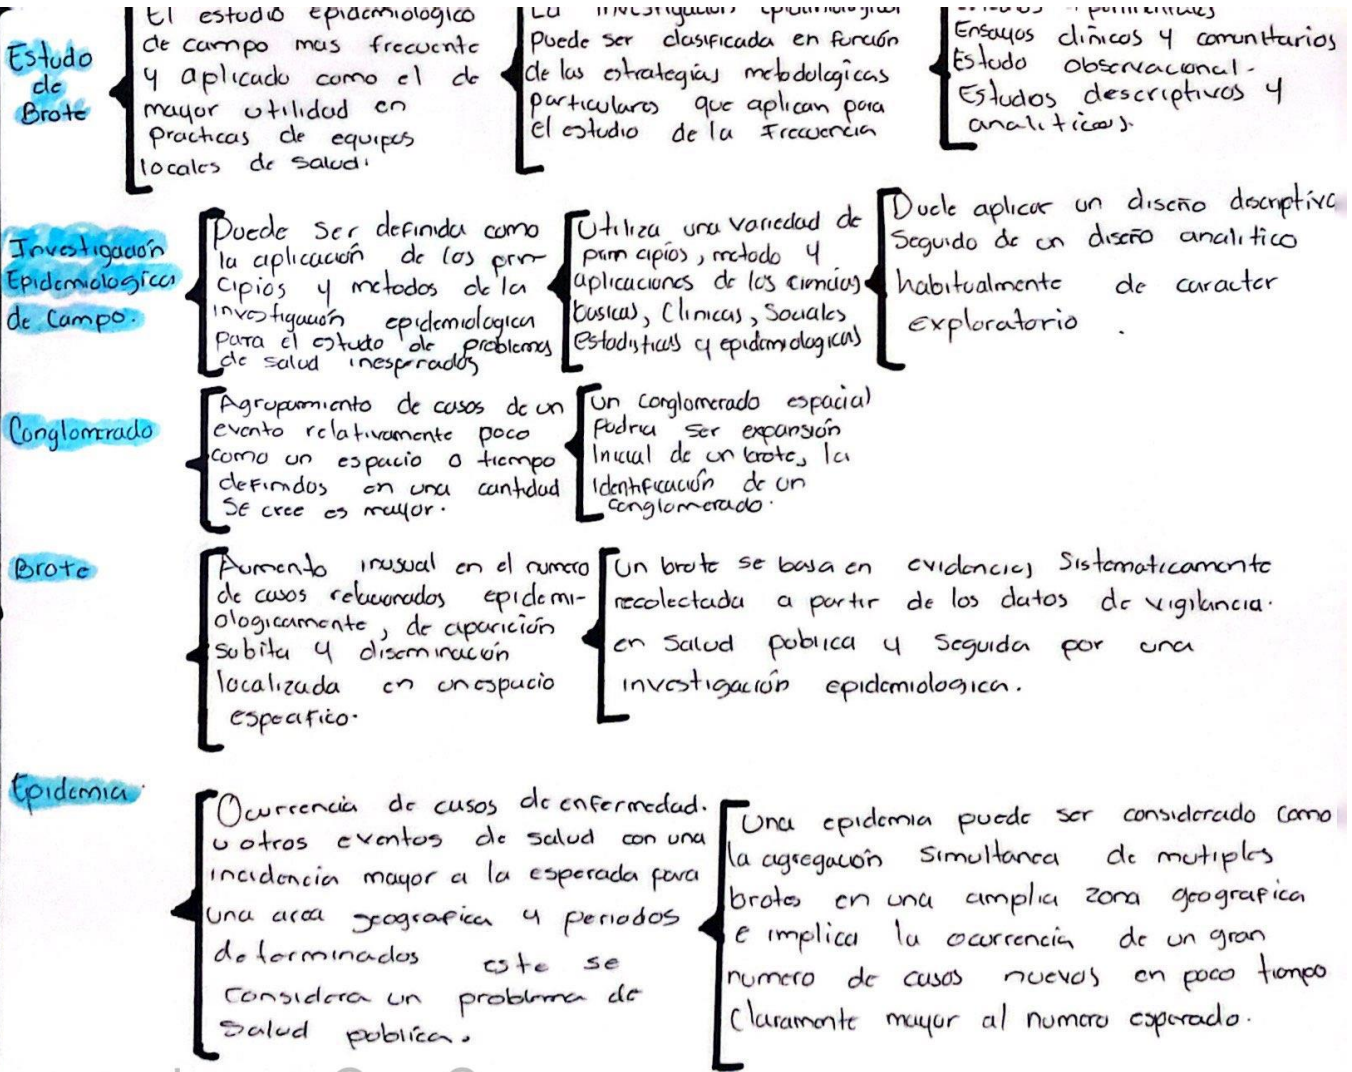 Estudo
de
Brote
El estudio epidemiologico
de campo mas frecuente
y aplicado como el de
mayor utilidad en
practicas de equipos
locales de salud.
La investigación epidemiologica
Puede ser clasificada en función
de las estrategias metodologicas
particulares que aplican para
el estudio de la Frecuencia
Ensayos clinicos y comunitarios
Estudo observacional.
Estudos descriptivos y
analiticos.
Investigación
Epidemiologica
de Campo.
Puede Ser definida como
la aplicación de los prin-
cipios y metodos de la
investigación epidemiologica
para el estudo de problemas
de salud inesperados
Utiliza una variedad de
principios, metodo y
aplicaciones de las ciencias
basicas, Clinicas, Sociales
estadisticas y epidemiologicas
Duele aplicar un diseño descriptiva
Seguido de un diseño analitico
habitualmente de caracter
exploratorio.
Conglomerado
Agrupamiento de casos de un
evento relativamente poco
como un espacio o tiempo
definidos en una cantidad
Se cree es mayor.
Un conglomerado espacial
Podria ser expansión
Inicial de un brote, la
identificación de un
conglomerado.
Brote
Aumento inusual en el numero
de casos relacionados epidemi-
ologicamente, de aparición
subita y diseminación
localizada en un espacio
especifico.
Un brote se basa en evidencias Sistematicamente
recolectada a partir de los datos de vigilancia.
en Salud publica y Seguida por una
investigación epidemiologica.
Epidemia
Ocurrencia de casos de enfermedad.
u otros eventos de salud con una
incidencia mayor a la esperada para
una area geografica y periodos
determinados este se
considera un problema de
Salud publica.
Una epidemia puede ser considerado como
la agregación Simultanea de mutiples
brotes en una amplia zona geografica
e implica la ocurrencia de un gran
numero de casos nuevos en poco tiempo
Claramente mayor al numero esperado.